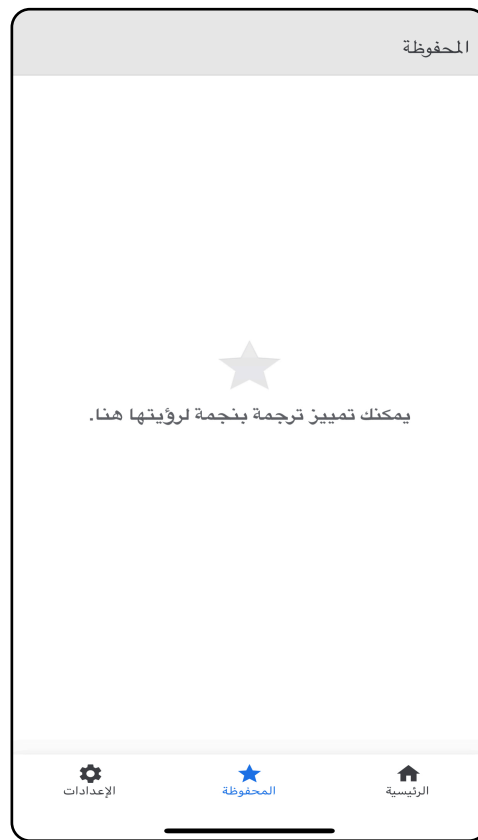 المحفوظة
يمكنك تمييز ترجمة بنجمة لرؤيتها هنا.
الرئيسية
المحفوظة
الإعدادات